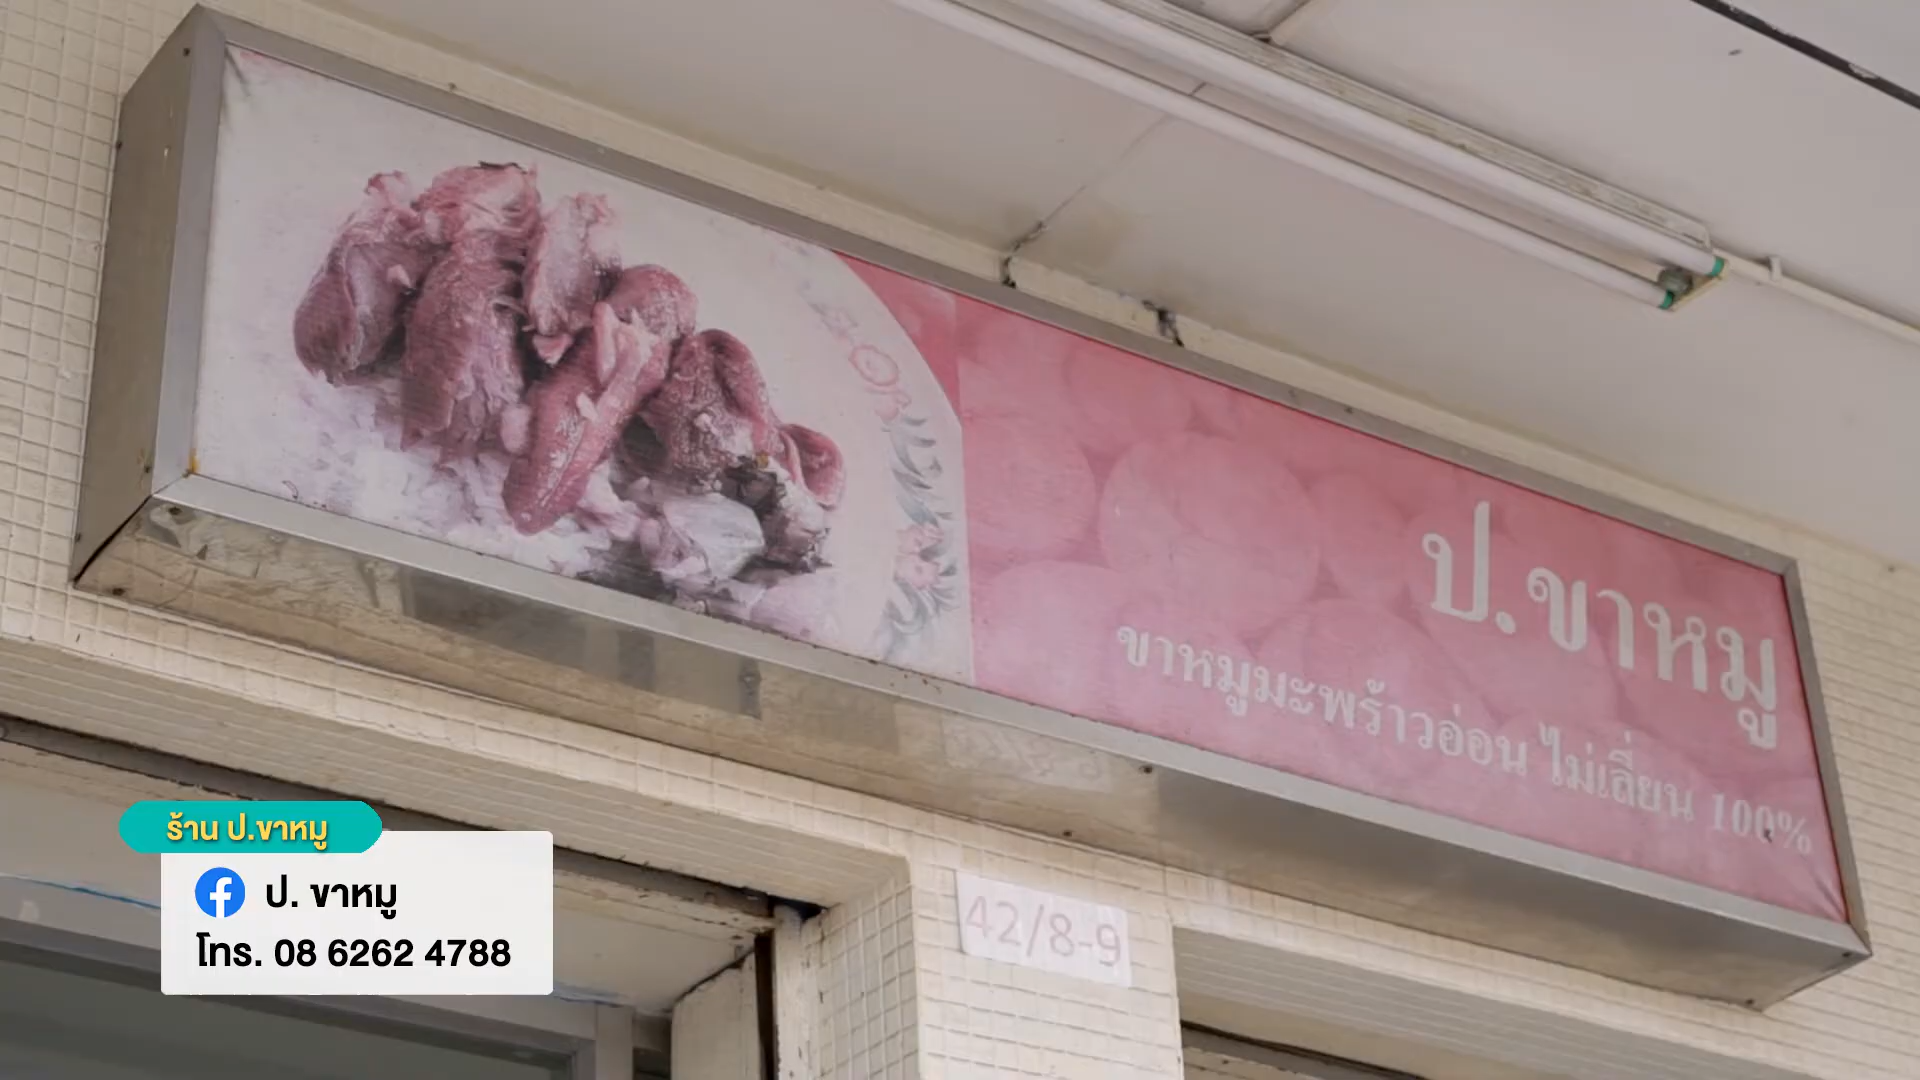 ป.ขาหมู
ขาหมูมะพร้าวอ่อน ไม่เลี่ยน 100%
42/8-9
ร้าน ป.ขาหมู
ป. ขาหมู
โทร. 08 6262 4788